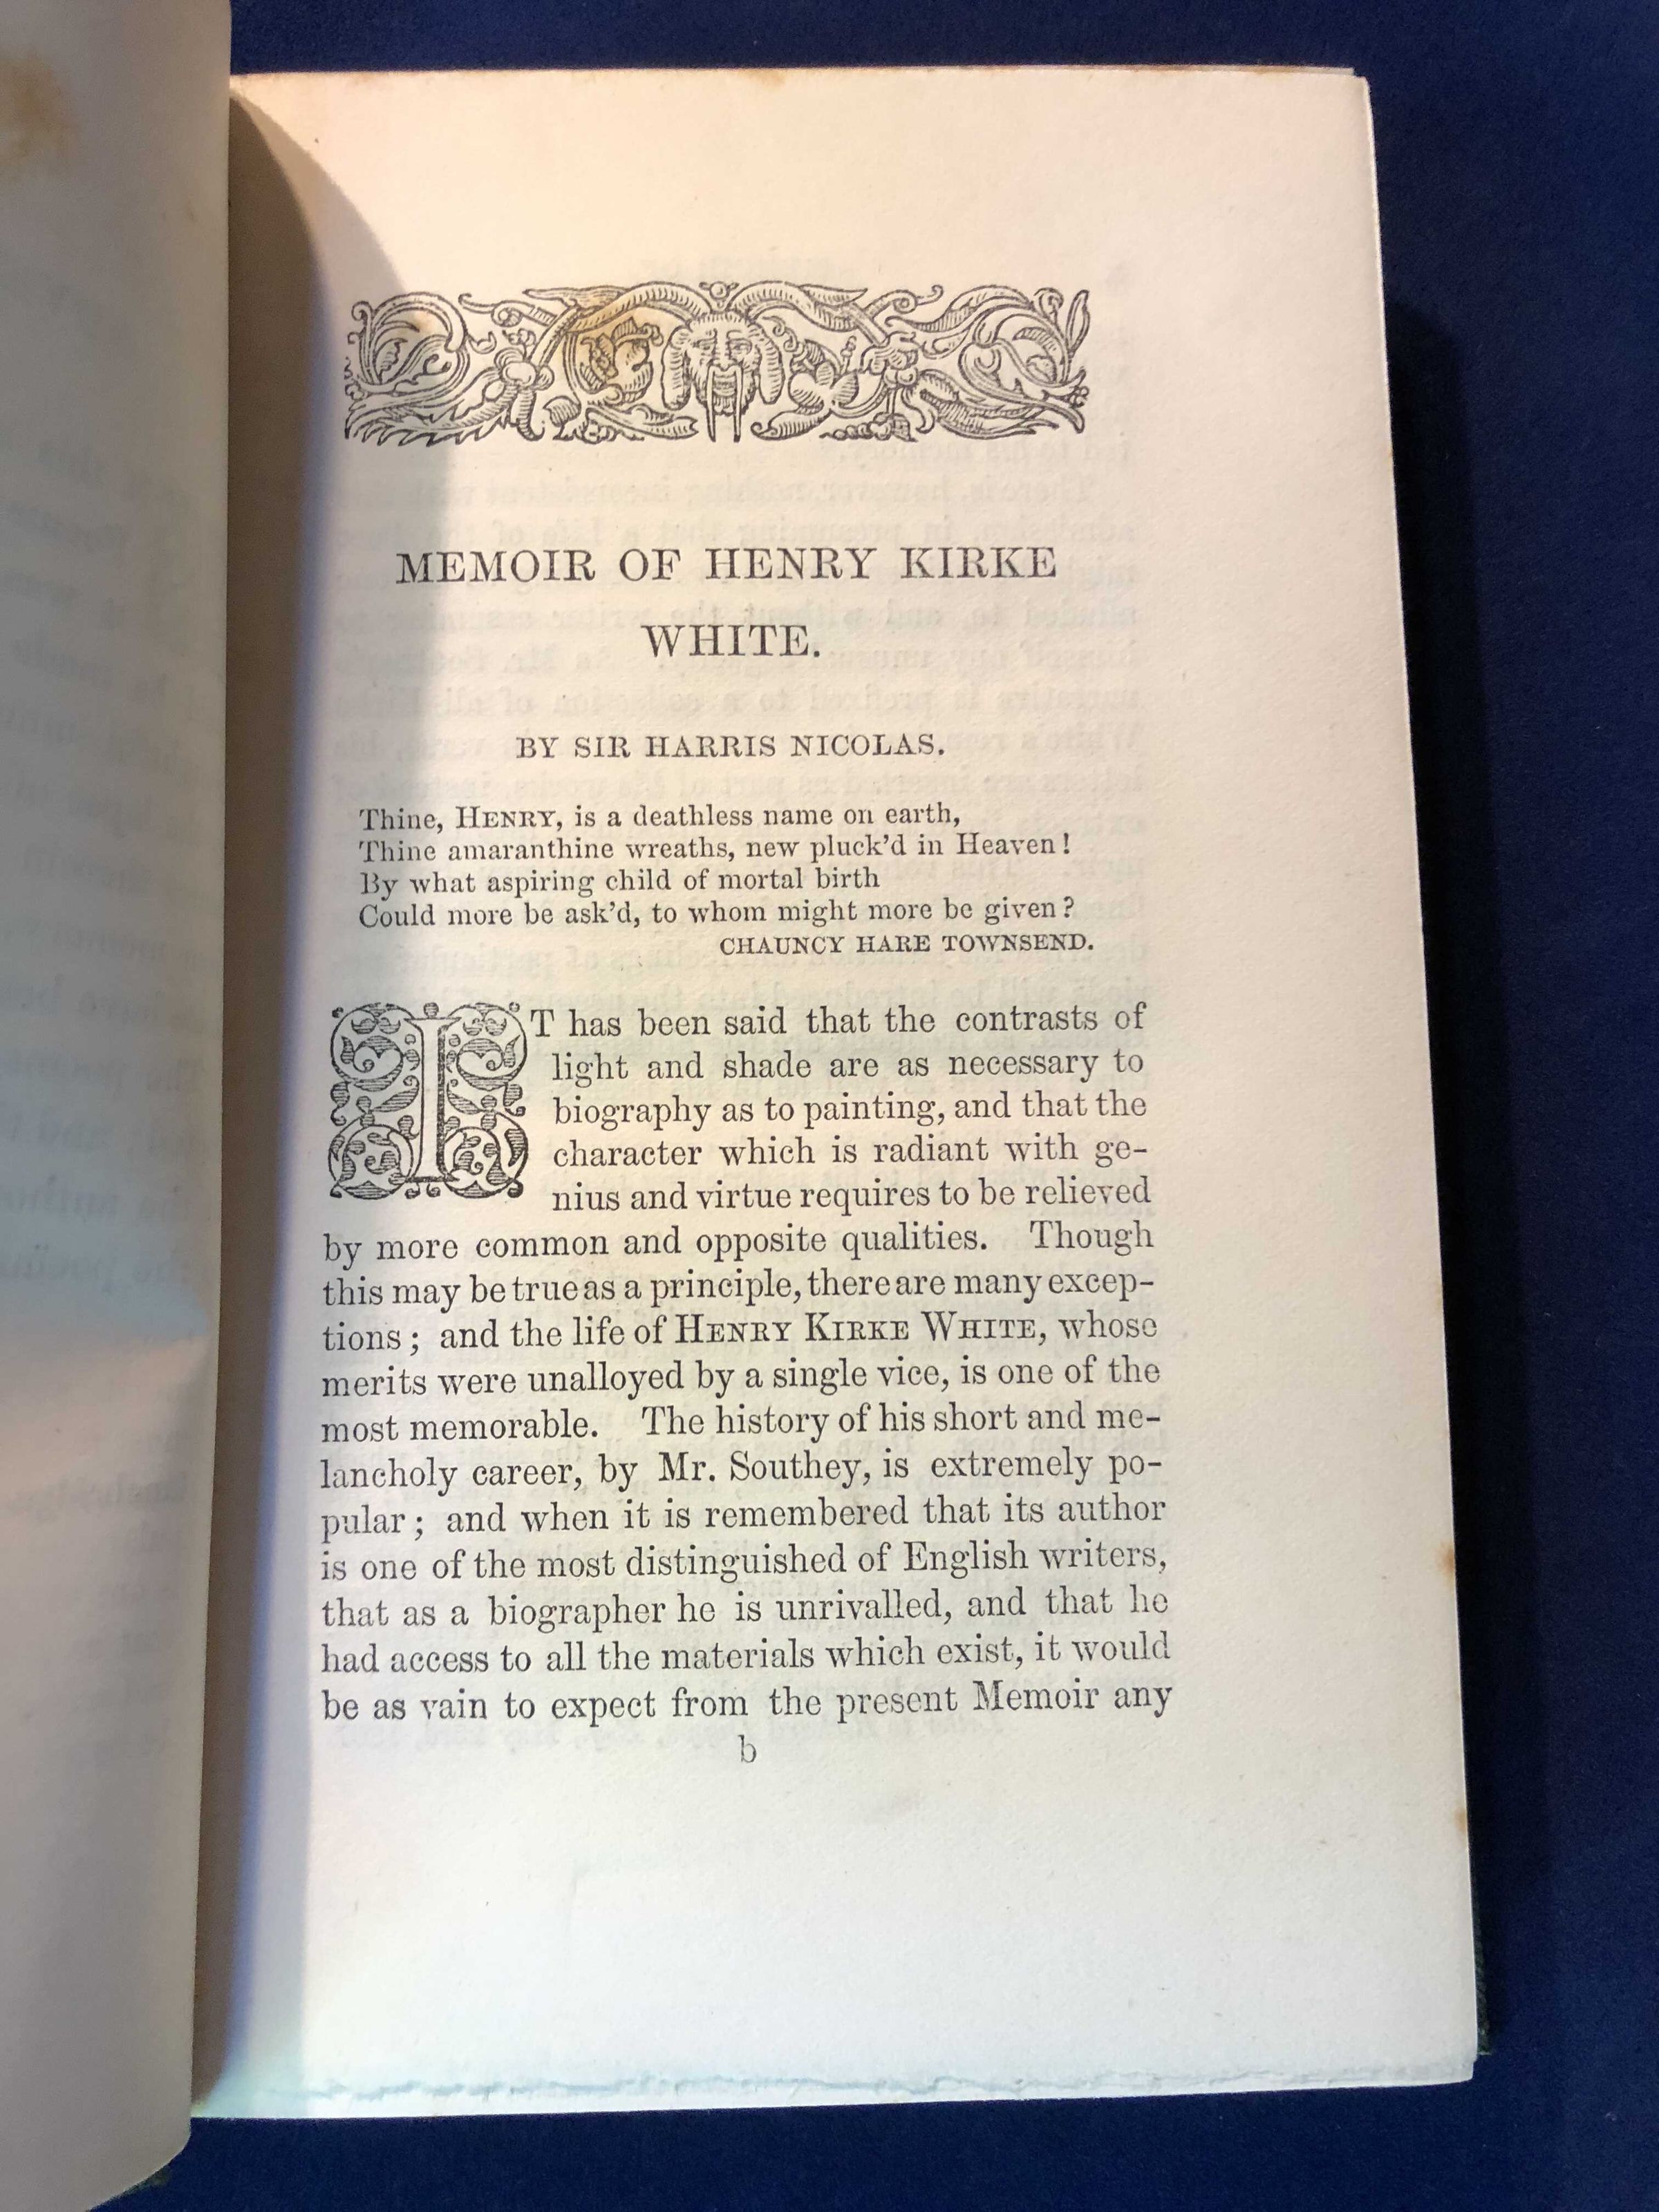 MEMOIR OF HENRY KIRKE
WHITE.
BY SIR HARRIS NICOLAS.
Thine, HENRY, is a deathless name on earth,
Thine amaranthine wreaths, new pluck'd in Heaven!
By what aspiring child of mortal birth
Could more be ask'd, to whom might more be given?
CHAUNCY HARE TOWNSEND.
IT has been said that the contrasts of
light and shade are as necessary to
biography as to painting, and that the
character which is radiant with ge-
nius and virtue requires to be relieved
by more common and opposite qualities. Though
this may be true as a principle, there are many excep-
tions; and the life of HENRY KIRKE WHITE, whose
merits were unalloyed by a single vice, is one of the
most memorable. The history of his short and me-
lancholy career, by Mr. Southey, is extremely po-
pular; and when it is remembered that its author
is one of the most distinguished of English writers,
that as a biographer he is unrivalled, and that he
had access to all the materials which exist, it would
be as vain to expect from the present Memoir any
b